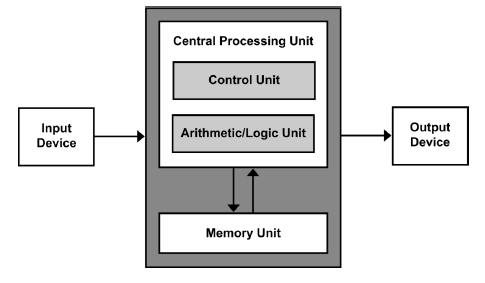 Central Processing Unit
Control Unit
Arithmetic/Logic Unit
Input
Device
Output
Device
Memory Unit